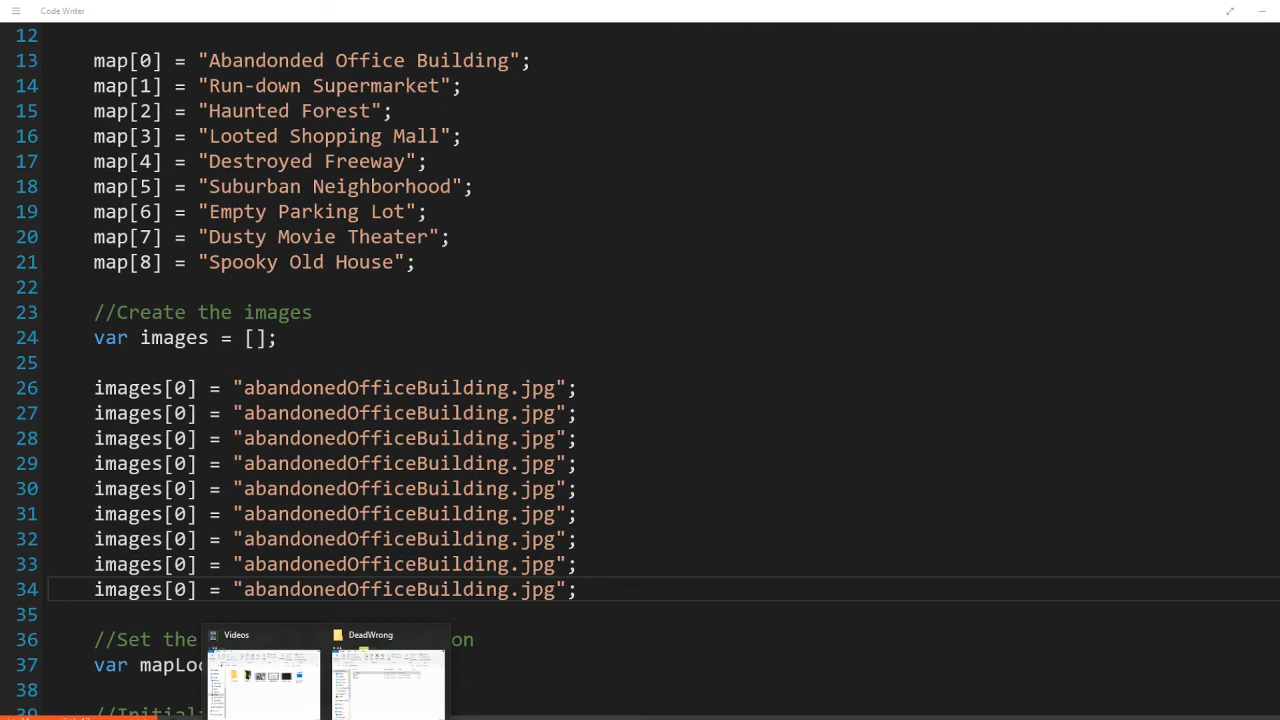 Code Writer
12
13 map[0] = "Abandonded Office Building";
14 map[1] = "Run-down Supermarket";
15 map[2] = "Haunted Forest";
16 map[3] = "Looted Shopping Mall";
17 map[4] = "Destroyed Freeway";
18 map[5] = "Suburban Neighborhood";
19 map[6] = "Empty Parking Lot";
20 map[7] = "Dusty Movie Theater";
21 map[8] = "Spooky Old House";
22
23 //Create the images
24 var images = [];
25
26 images[0] = "abandonedOfficeBuilding.jpg";
27 images[0] = "abandonedOfficeBuilding.jpg";
28 images[0] = "abandonedOfficeBuilding.jpg";
29 images[0] = "abandonedOfficeBuilding.jpg";
30 images[0] = "abandonedOfficeBuilding.jpg";
31 images[0] = "abandonedOfficeBuilding.jpg";
32 images[0] = "abandonedOfficeBuilding.jpg";
33 images[0] = "abandonedOfficeBuilding.jpg";
34 images[0] = "abandonedOfficeBuilding.jpg";
35
Videos DeadWrong
36 //Set the on
37 var mapLoc
38
39 //Initial